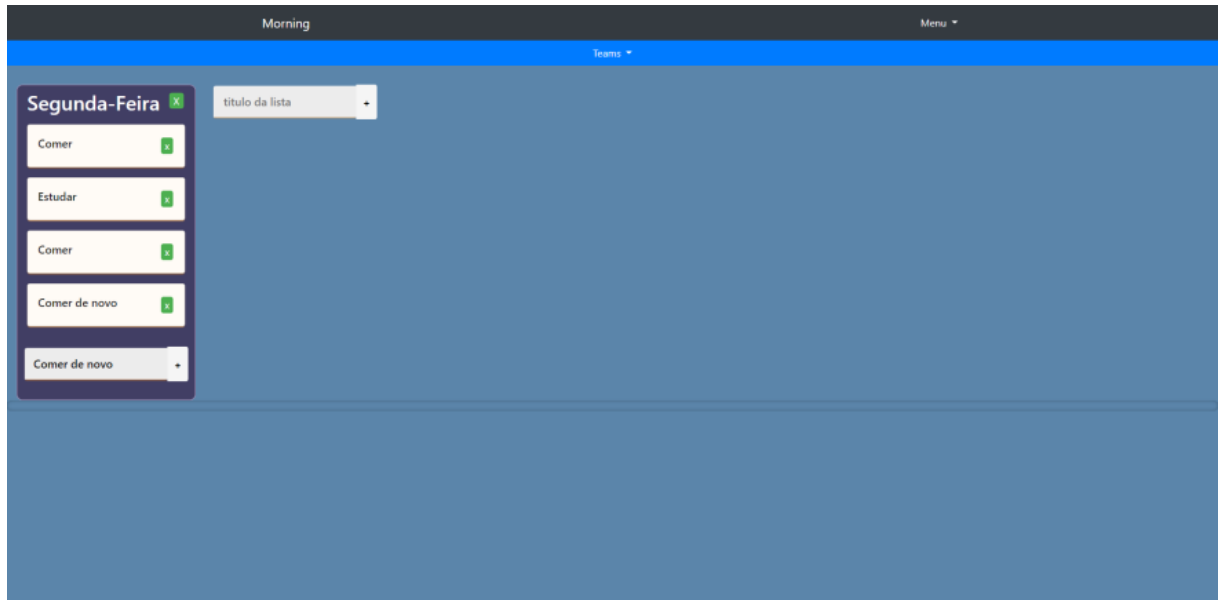 Morning
Menu
Teams
Segunda-Feira X
titulo da lista +
Comer x
Estudar x
Comer x
Comer de novo x
Comer de novo +